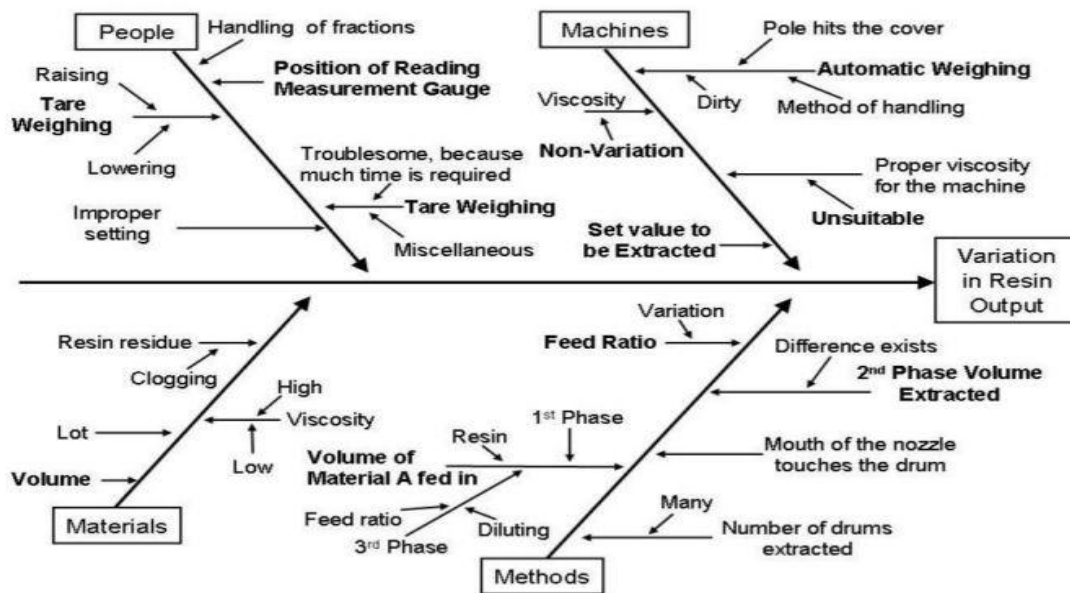 People
Handling of fractions
Position of Reading
Measurement Gauge
Raising
Tare
Weighing
Lowering
Troublesome, because
much time is required
Tare Weighing
Miscellaneous
Improper
setting
Machines
Pole hits the cover
Automatic Weighing
Dirty
Method of handling
Viscosity
Non-Variation
Proper viscosity
for the machine
Unsuitable
Set value to
be Extracted
Variation
in Resin
Output
Resin residue
Clogging
High
Viscosity
Low
Lot
Volume
Materials
Variation
Feed Ratio
Difference exists
2nd Phase Volume
Extracted
1st Phase
Resin
Volume of
Material A fed in
Feed ratio
3rd Phase
Diluting
Mouth of the nozzle
touches the drum
Many
Number of drums
extracted
Methods